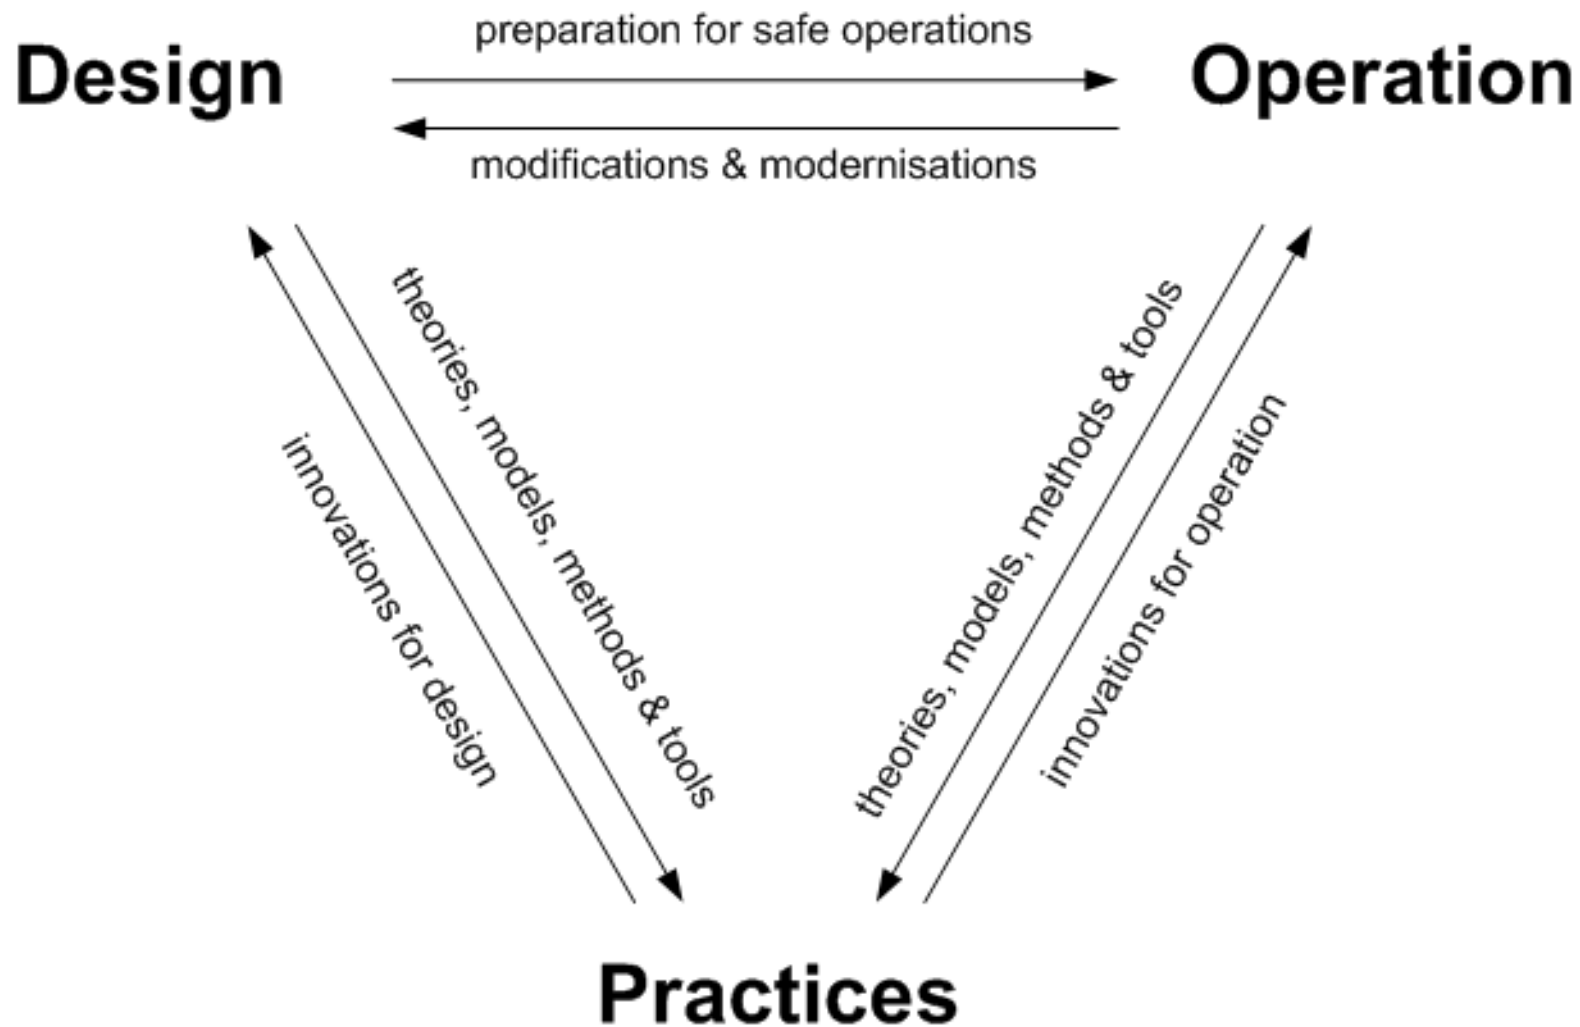 preparation for safe operations
Design
Operation
modifications & modernisations
theories, models, methods & tools
innovations for design
theories, models, methods & tools
innovations for operation
Practices